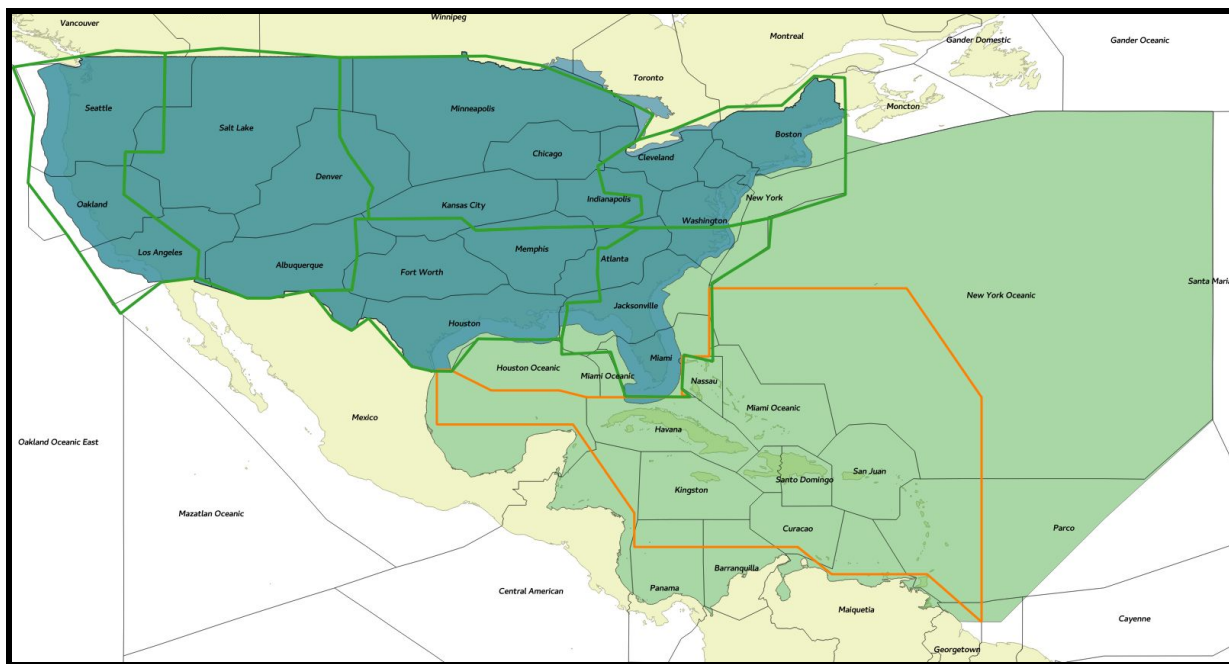 Winnipeg
Vancouver
Montreal
Gander Domestic
Gander Oceanic
Toronto
Moncton
Seattle
Minneapolis
Salt Lake
Boston
Chicago
Cleveland
Denver
Indianapolis
New York
Oakland
Kansas City
Washington
Los Angeles
Memphis
Atlanta
Albuquerque
Fort Worth
Santa Maria
New York Oceanic
Jacksonville
Houston
Miami
Houston Oceanic
Miami Oceanic
Nassau
Miami Oceanic
Mexico
Havana
Oakland Oceanic East
San Juan
Santo Domingo
Kingston
Mazatlan Oceanic
Curacao
Parco
Barranquilla
Panama
Central American
Maiquetia
Cayenne
Georgetown